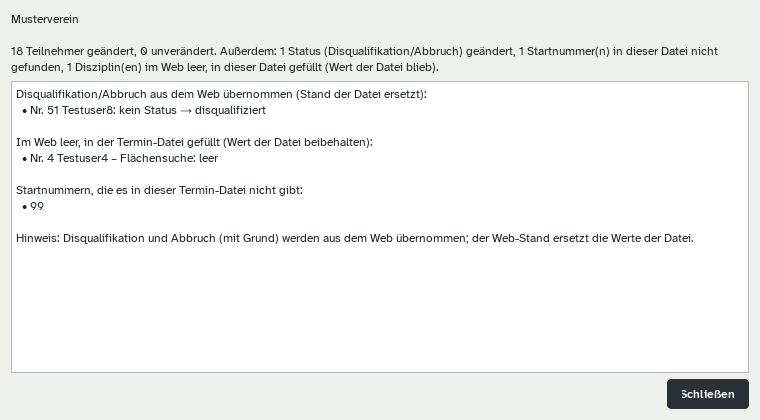 Musterverein
18 Teilnehmer geändert, 0 unverändert. Außerdem: 1 Status (Disqualifikation/Abbruch) geändert, 1 Startnummer(n) in dieser Datei nicht
gefunden, 1 Disziplin(en) im Web leer, in dieser Datei gefüllt (Wert der Datei blieb).
Disqualifikation/Abbruch aus dem Web übernommen (Stand der Datei ersetzt):
• Nr. 51 Testuser8: kein Status → disqualifiziert
Im Web leer, in der Termin-Datei gefüllt (Wert der Datei beibehalten):
• Nr. 4 Testuser4 – Flächensuche: leer
Startnummern, die es in dieser Termin-Datei nicht gibt:
• 99
Hinweis: Disqualifikation und Abbruch (mit Grund) werden aus dem Web übernommen; der Web-Stand ersetzt die Werte der Datei.
Schließen